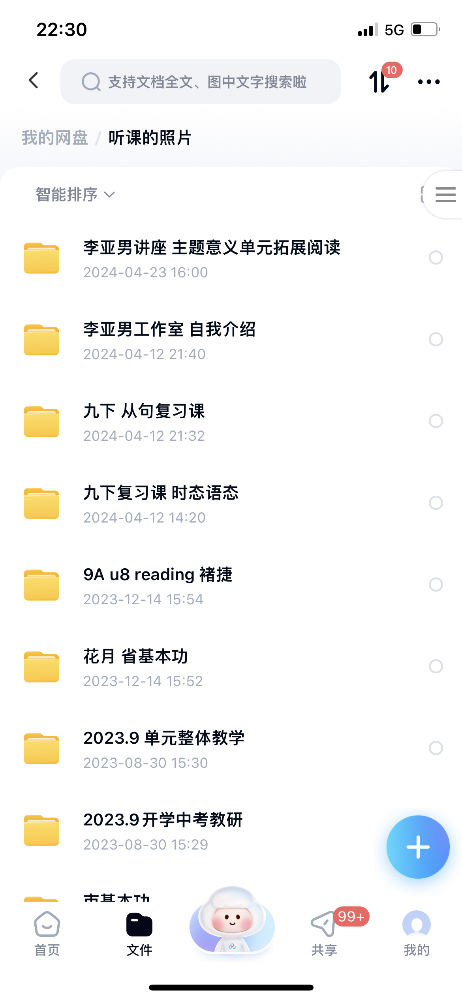 22:30
5G
支持文档全文、图中文字搜索啦
10
我的网盘 / 听课的照片
智能排序
李亚男讲座 主题意义单元拓展阅读
2024-04-23 16:00
李亚男工作室 自我介绍
2024-04-12 21:40
九下 从句复习课
2024-04-12 21:32
九下复习课 时态语态
2024-04-12 14:20
9A u8 reading 褚捷
2023-12-14 15:54
花月 省基本功
2023-12-14 15:52
2023.9 单元整体教学
2023-08-30 15:30
2023.9开学中考教研
2023-08-30 15:29
市基本功
99+
首页
文件
共享
我的